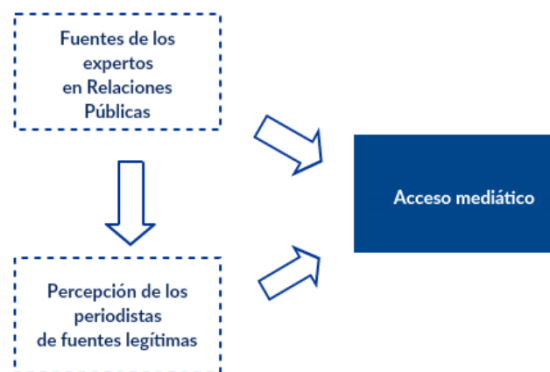 Fuentes de los
expertos
en Relaciones
Públicas
Acceso mediático
Percepción de los
periodistas
de fuentes legítimas